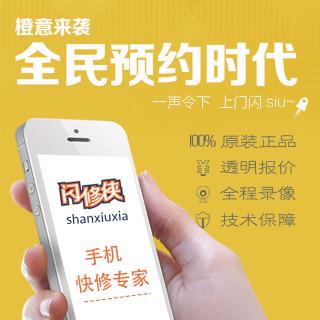 橙意来袭
全民预约时代
一声令下 上门闪 siu~
100% 原装正品
¥ 透明报价
全程录像
技术保障
闪修侠
shanxiuxia
手机
快修专家